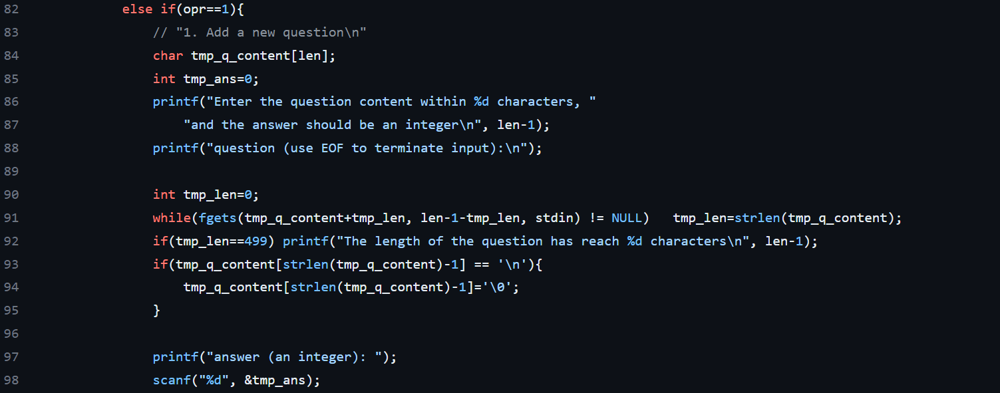 82 else if(opr==1){
83 // "1. Add a new question\n"
84 char tmp_q_content[len];
85 int tmp_ans=0;
86 printf("Enter the question content within %d characters, "
87 "and the answer should be an integer\n", len-1);
88 printf("question (use EOF to terminate input):\n");
89
90 int tmp_len=0;
91 while(fgets(tmp_q_content+tmp_len, len-1-tmp_len, stdin) != NULL)   tmp_len=strlen(tmp_q_content);
92 if(tmp_len==499) printf("The length of the question has reach %d characters\n", len-1);
93 if(tmp_q_content[strlen(tmp_q_content)-1] == '\n'){
94 tmp_q_content[strlen(tmp_q_content)-1]='\0';
95 }
96
97 printf("answer (an integer): ");
98 scanf("%d", &tmp_ans);